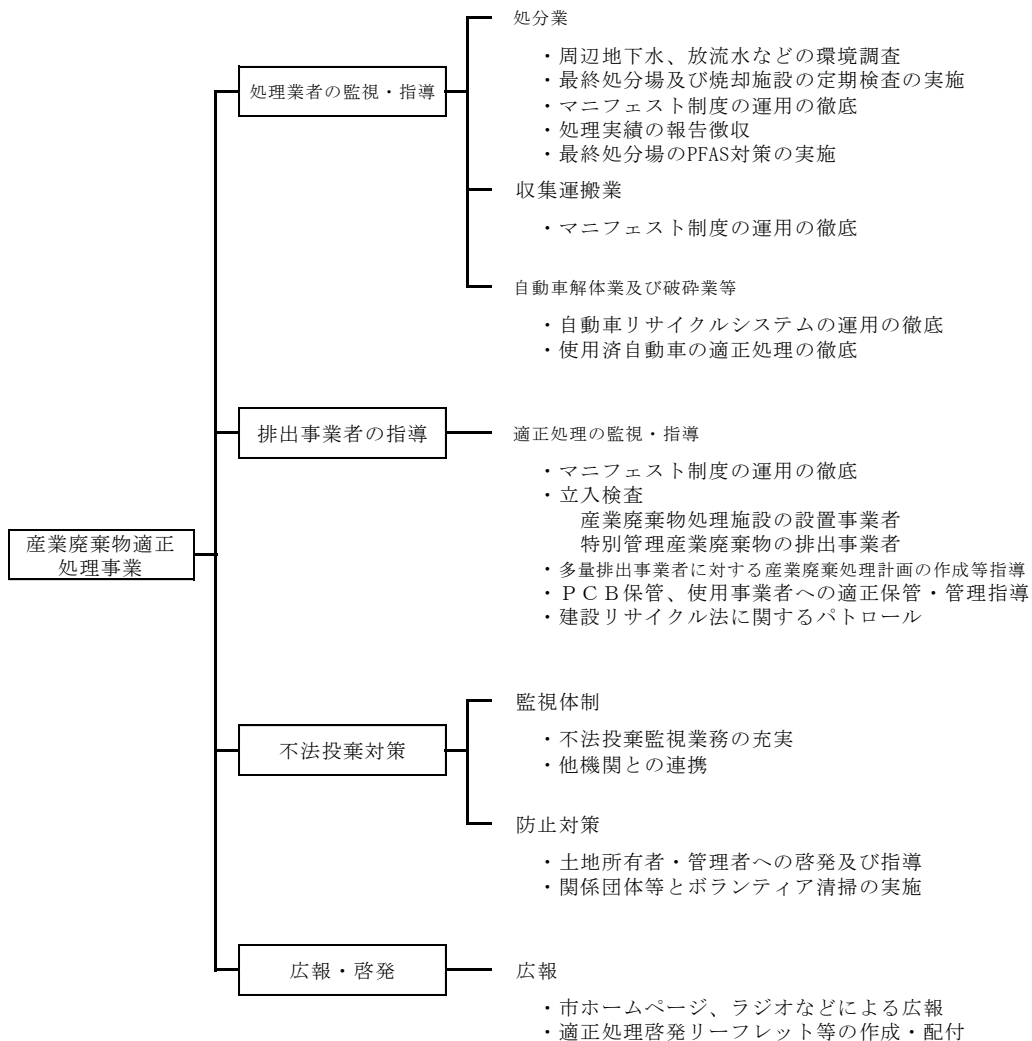 処分業
・周辺地下水、放流水などの環境調査
・最終処分場及び焼却施設の定期検査の実施
処理業者の監視・指導
・マニフェスト制度の運用の徹底
・処理実績の報告徴収
・最終処分場のPFAS対策の実施
収集運搬業
・マニフェスト制度の運用の徹底
自動車解体業及び破砕業等
・自動車リサイクルシステムの運用の徹底
・使用済自動車の適正処理の徹底
排出事業者の指導
適正処理の監視・指導
・マニフェスト制度の運用の徹底
・立入検査
産業廃棄物処理施設の設置事業者
特別管理産業廃棄物の排出事業者
産業廃棄物適正
処理事業
・多量排出事業者に対する産業廃棄処理計画の作成等指導
・ＰＣＢ保管、使用事業者への適正保管・管理指導
・建設リサイクル法に関するパトロール
監視体制
・不法投棄監視業務の充実
・他機関との連携
不法投棄対策
防止対策
・土地所有者・管理者への啓発及び指導
・関係団体等とボランティア清掃の実施
広報・啓発
広報
・市ホームページ、ラジオなどによる広報
・適正処理啓発リーフレット等の作成・配付